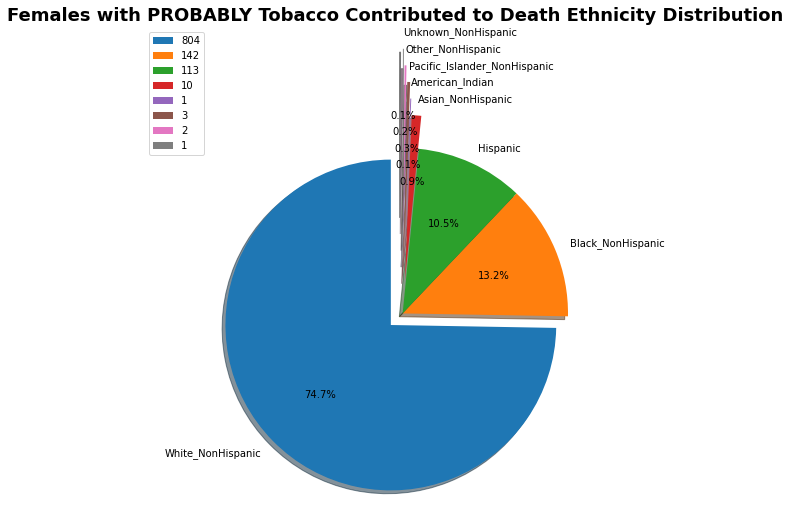 Females with PROBABLY Tobacco Contributed to Death Ethnicity Distribution
804
142
113
10
1
3
2
1
Unknown_NonHispanic
Other_NonHispanic
Pacific_Islander_NonHispanic
American_Indian
Asian_NonHispanic
0.1%
0.2%
0.3%
0.1%
0.9%
Hispanic
10.5%
Black_NonHispanic
13.2%
74.7%
White_NonHispanic